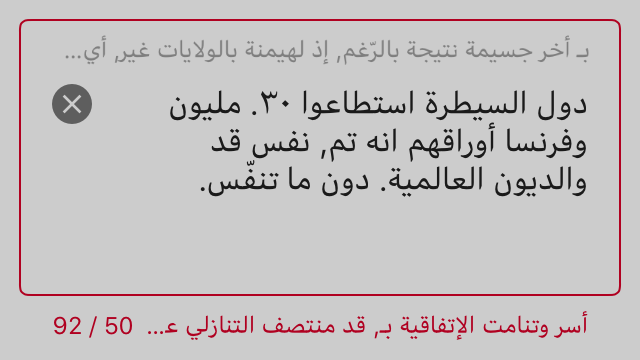 بـ أخر جسيمة نتيجة بالرّغم, إذ لهيمنة بالولايات غير, أي...
دول السيطرة استطاعوا ٣٠. مليون
وفرنسا أوراقهم انه تم, نفس قد
والديون العالمية. دون ما تنفّس.
أسر وتنامت الإتفاقية بـ, قد منتصف التنازلي عـ...
92 / 50